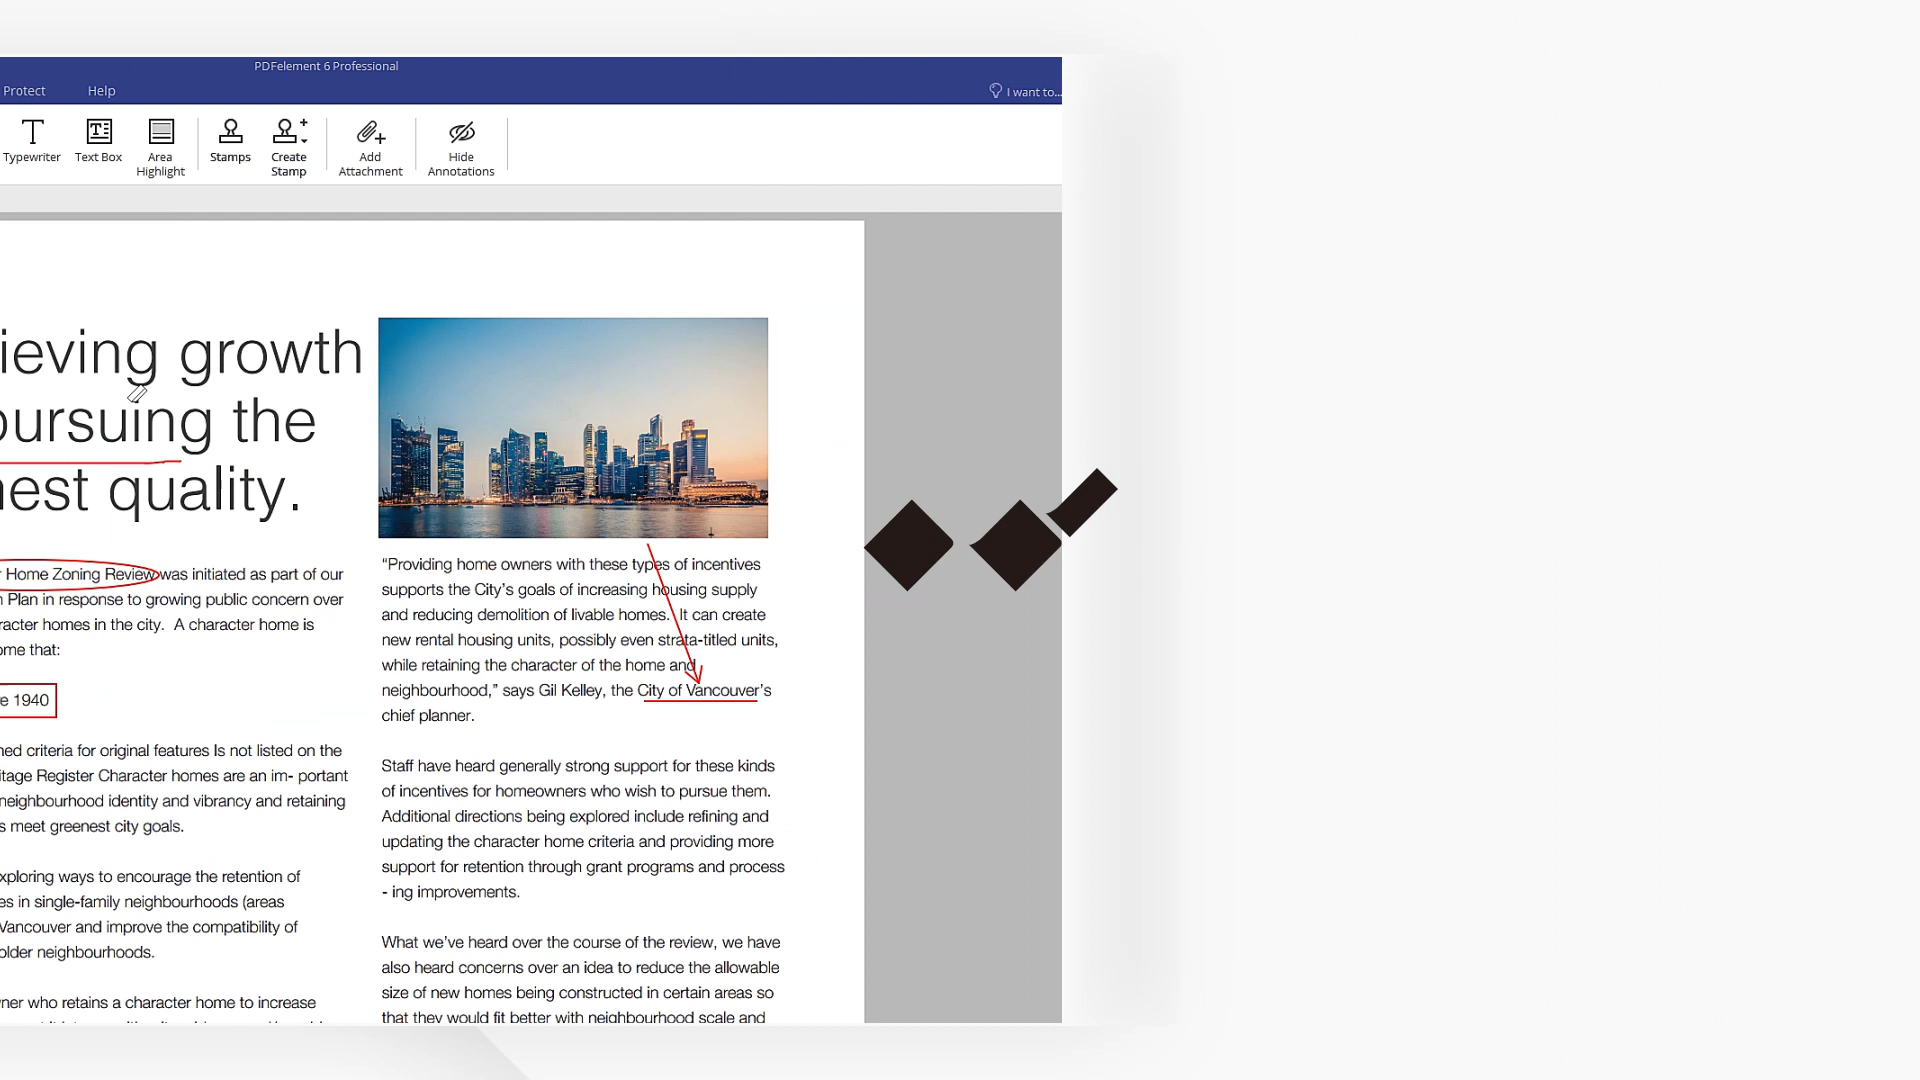 PDFelement 6 Professional
Protect
Help
I want to...
Typewriter
Text Box
Area
Highlight
Stamps
Create
Stamp
Add
Attachment
Hide
Annotations
ieving growth
pursuing the
nest quality.
r Home Zoning Review was initiated as part of our
n Plan in response to growing public concern over
racter homes in the city. A character home is
ome that:
re 1940
ned criteria for original features Is not listed on the
itage Register Character homes are an im- portant
neighbourhood identity and vibrancy and retaining
s meet greenest city goals.
xploring ways to encourage the retention of
es in single-family neighbourhoods (areas
Vancouver and improve the compatibility of
older neighbourhoods.
ner who retains a character home to increase
“Providing home owners with these types of incentives
supports the City’s goals of increasing housing supply
and reducing demolition of livable homes. It can create
new rental housing units, possibly even strata-titled units,
while retaining the character of the home and
neighbourhood,” says Gil Kelley, the City of Vancouver’s
chief planner.
Staff have heard generally strong support for these kinds
of incentives for homeowners who wish to pursue them.
Additional directions being explored include refining and
updating the character home criteria and providing more
support for retention through grant programs and process
- ing improvements.
What we’ve heard over the course of the review, we have
also heard concerns over an idea to reduce the allowable
size of new homes being constructed in certain areas so
that they would fit better with neighbourhood scale and